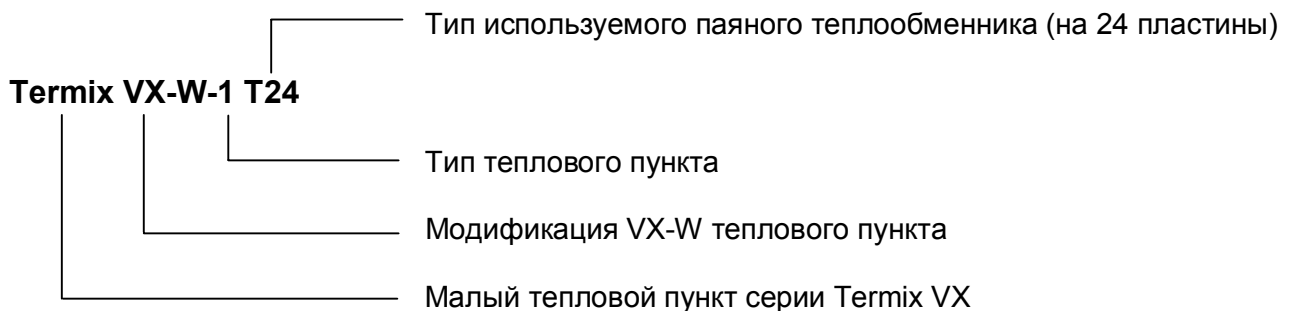 Тип используемого паяного теплообменника (на 24 пластины)
Termix VX-W-1 T24
Тип теплового пункта
Модификация VX-W теплового пункта
Малый тепловой пункт серии Termix VX